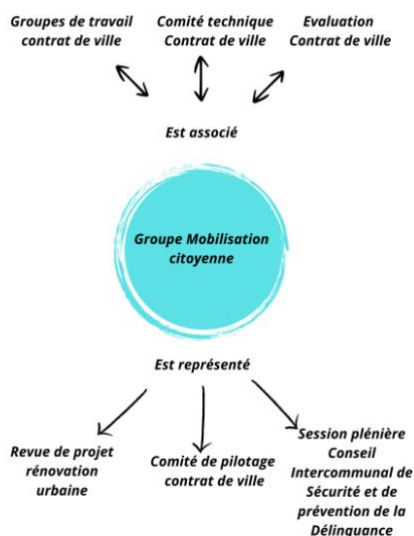 Groupes de travail
contrat de ville
Comité technique
Contrat de ville
Evaluation
Contrat de ville
Est associé
Groupe Mobilisation
citoyenne
Est représenté
Revue de projet
rénovation
urbaine
Comité de pilotage
contrat de ville
Session plénière
Conseil
Intercommunal de
Sécurité et de
prévention de la
Délinquance